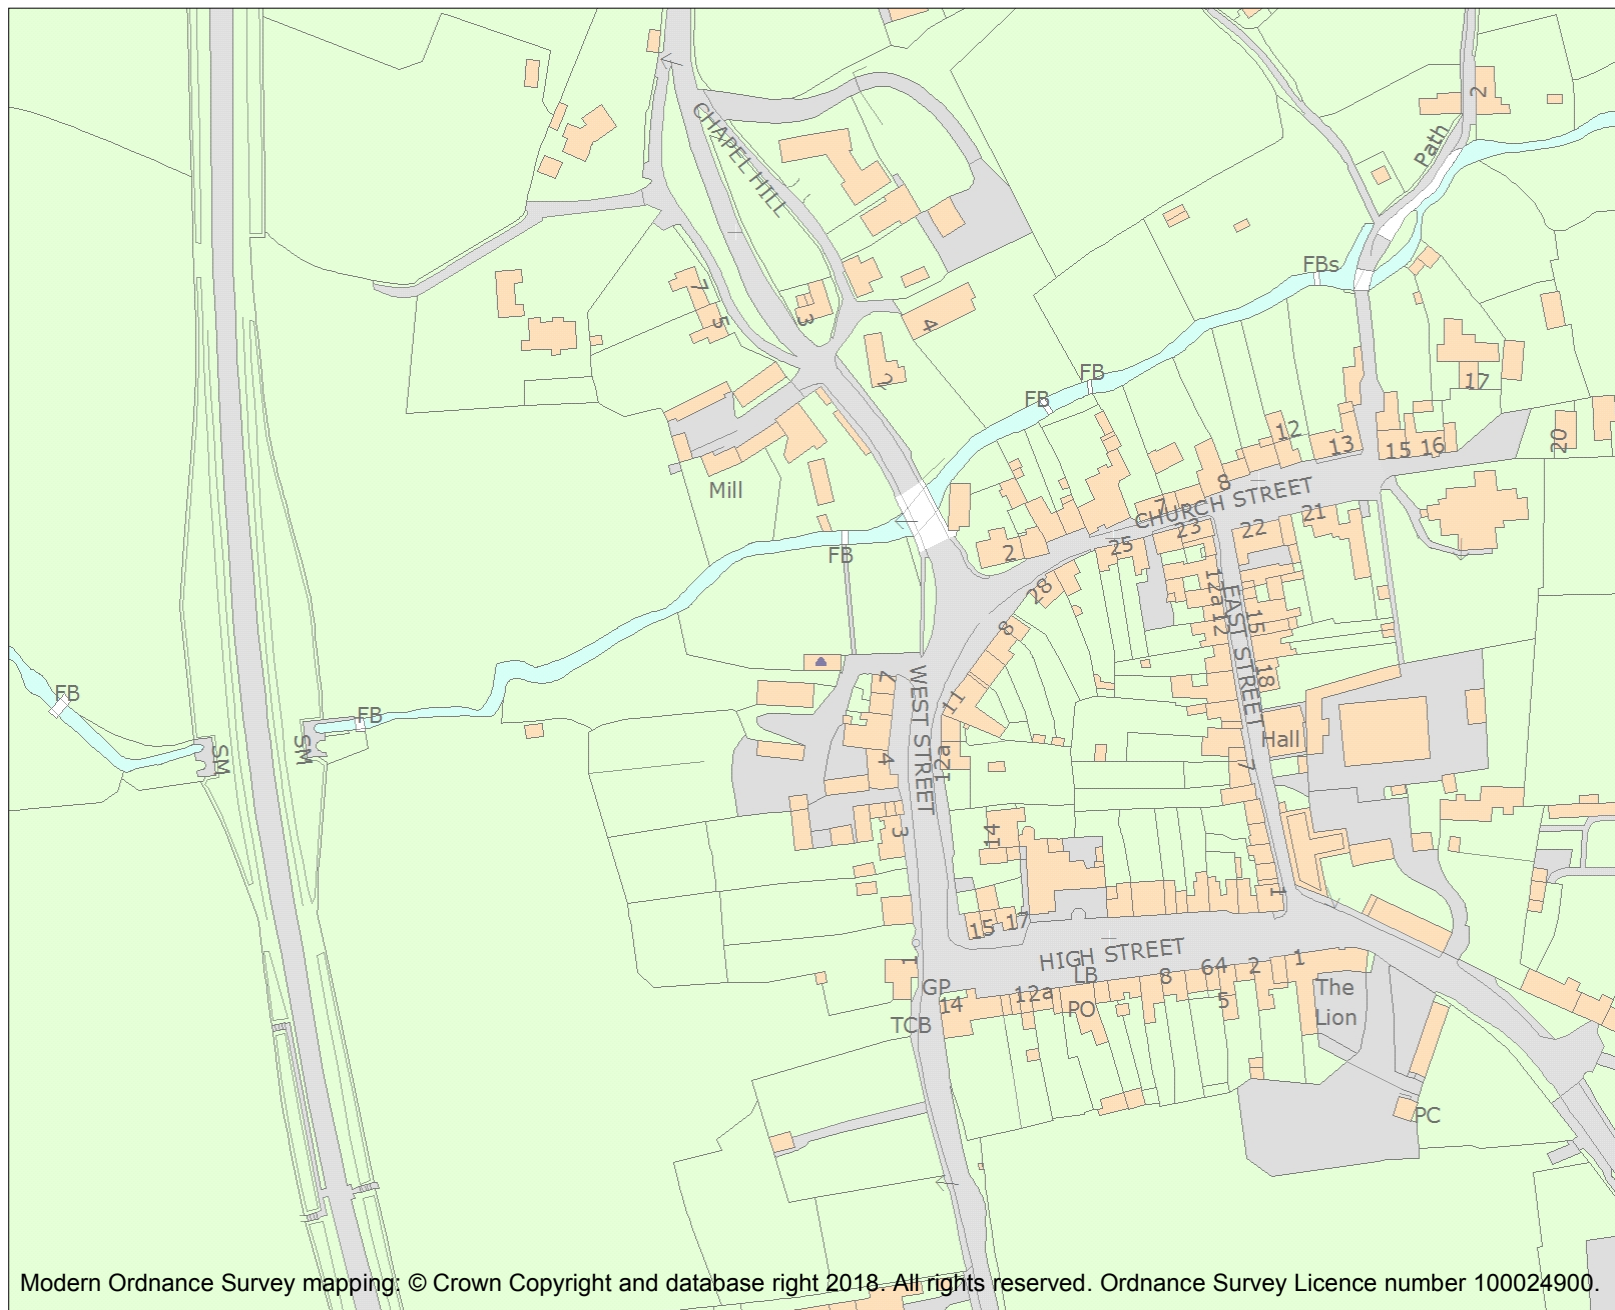 2
Path
CHAPEL HILL
FBs
7
5
3
4
FB
FB
2
17
12
13
15 16
20
8
Mill
7
CHURCH STREET
23
22
21
2
25
FB
28
12a
12
EAST STREET
15
8
18
4
WEST STREET
11
FB
FB
SM
SM
Hall
4
12a
7
3
14
1
15
17
HIGH STREET
1
GP
LB
8
64
2
1
14
12a
PO
5
The
Lion
TCB
PC
Modern Ordnance Survey mapping: © Crown Copyright and database right 2018. All rights reserved. Ordnance Survey Licence number 100024900.